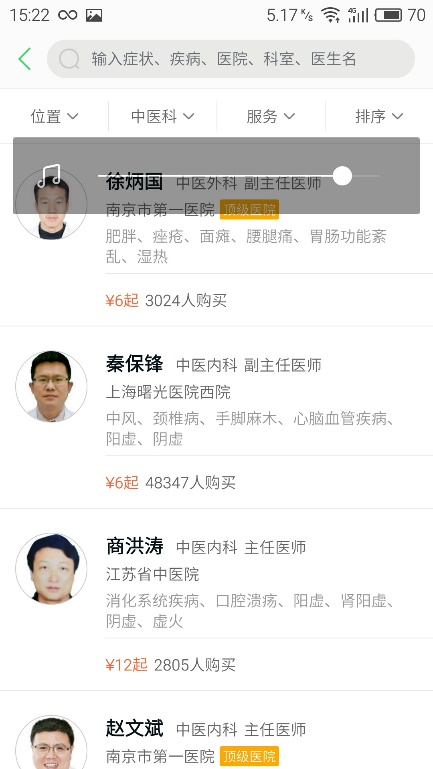 15:22 5.17 K/s 4G 70
输入症状、疾病、医院、科室、医生名
位置 中医科 服务 排序
徐炳国 中医外科 副主任医师
南京市第一医院 顶级医院
肥胖、痤疮、面瘫、腰腿痛、胃肠功能紊
乱、湿热
¥6起 3024人购买
秦保锋 中医内科 副主任医师
上海曙光医院西院
中风、颈椎病、手脚麻木、心脑血管疾病、
阳虚、阴虚
¥6起 48347人购买
商洪涛 中医内科 主任医师
江苏省中医院
消化系统疾病、口腔溃疡、阳虚、肾阳虚、
阴虚、虚火
¥12起 2805人购买
赵文斌 中医内科 主任医师
南京市第一医院 顶级医院